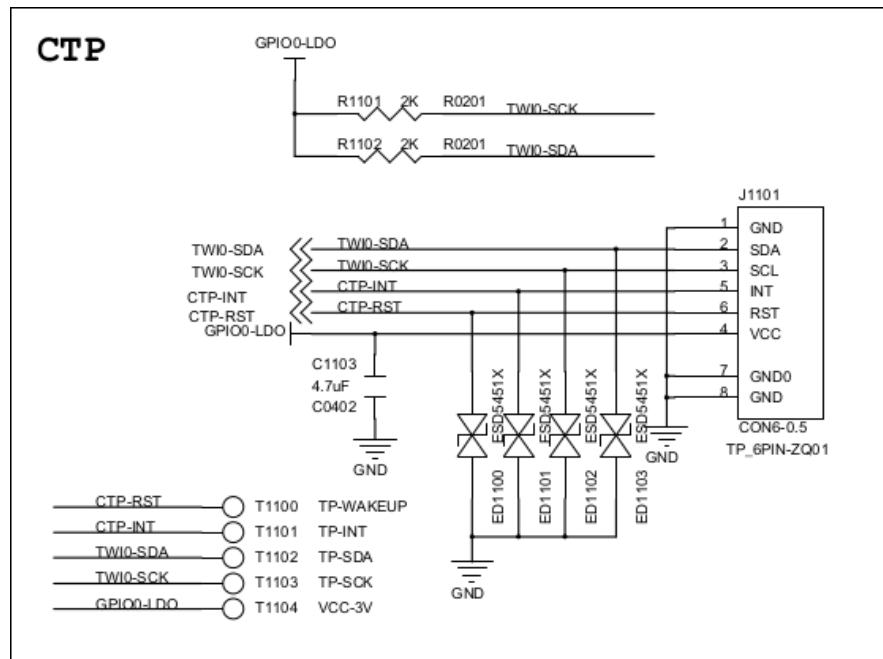 CTP
GPIO0-LDO
R1101 2K R0201 TWI0-SCK
R1102 2K R0201 TWI0-SDA
J1101
1 GND
TWI0-SDA TWI0-SDA 2 SDA
TWI0-SCK TWI0-SCK 3 SCL
CTP-INT CTP-INT 5 INT
CTP-RST CTP-RST 6 RST
GPIO0-LDO 4 VCC
C1103
4.7uF
C0402
GND
7 GND0
8 GND
CON6-0.5
TP_6PIN-ZQ01
GND
ESD5451X
ESD5451X
ESD5451X
ESD5451X
ED1100
ED1101
ED1102
ED1103
GND
CTP-RST T1100 TP-WAKEUP
CTP-INT T1101 TP-INT
TWI0-SDA T1102 TP-SDA
TWI0-SCK T1103 TP-SCK
GPIO0-LDO T1104 VCC-3V